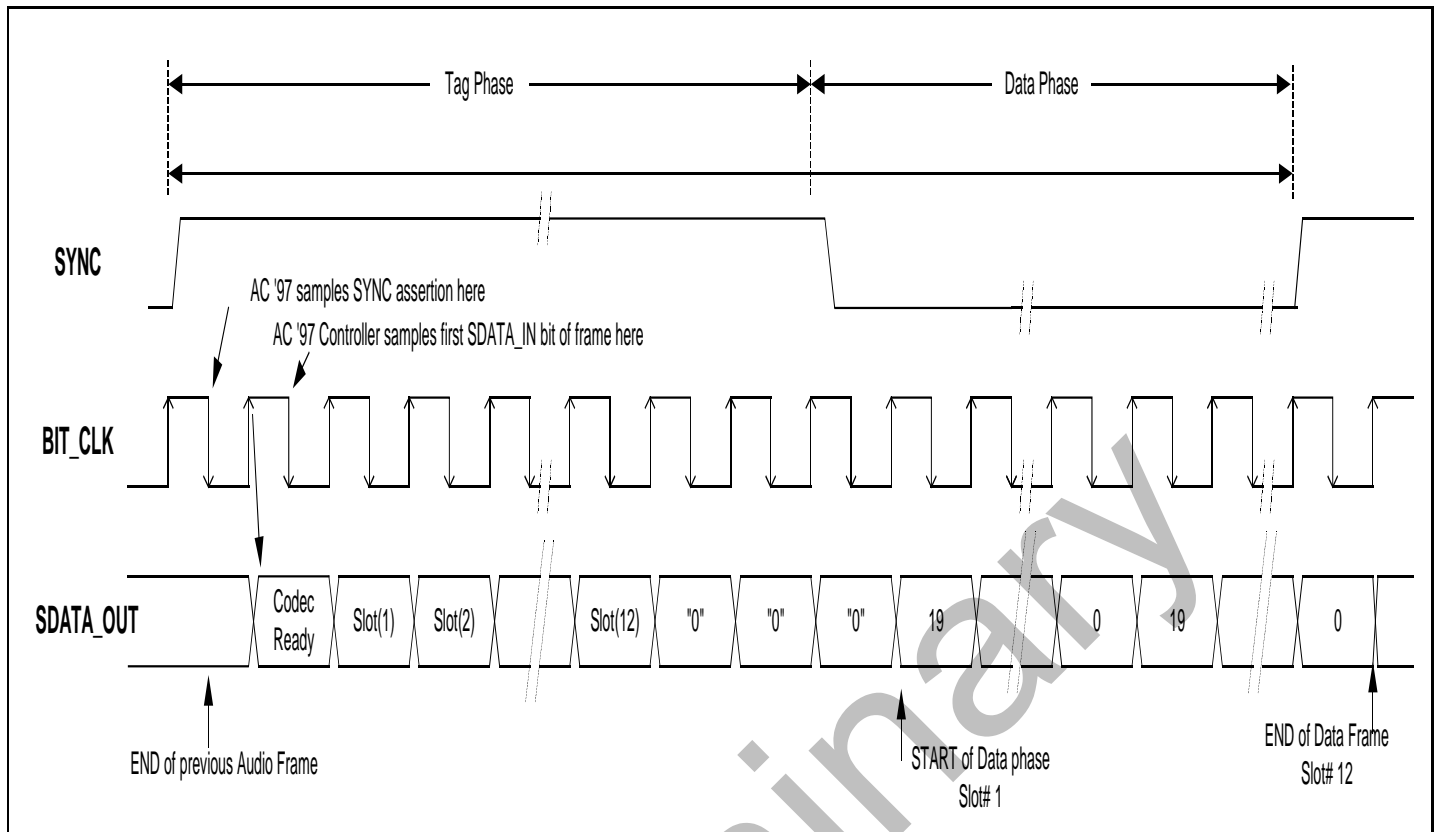 Tag Phase
Data Phase
SYNC
AC '97 samples SYNC assertion here
AC '97 Controller samples first SDATA_IN bit of frame here
BIT_CLK
SDATA_OUT
Codec
Ready
Slot(1)
Slot(2)
Slot(12)
"0"
"0"
"0"
19
0
19
0
END of previous Audio Frame
START of Data phase
Slot# 1
END of Data Frame
Slot# 12
inary